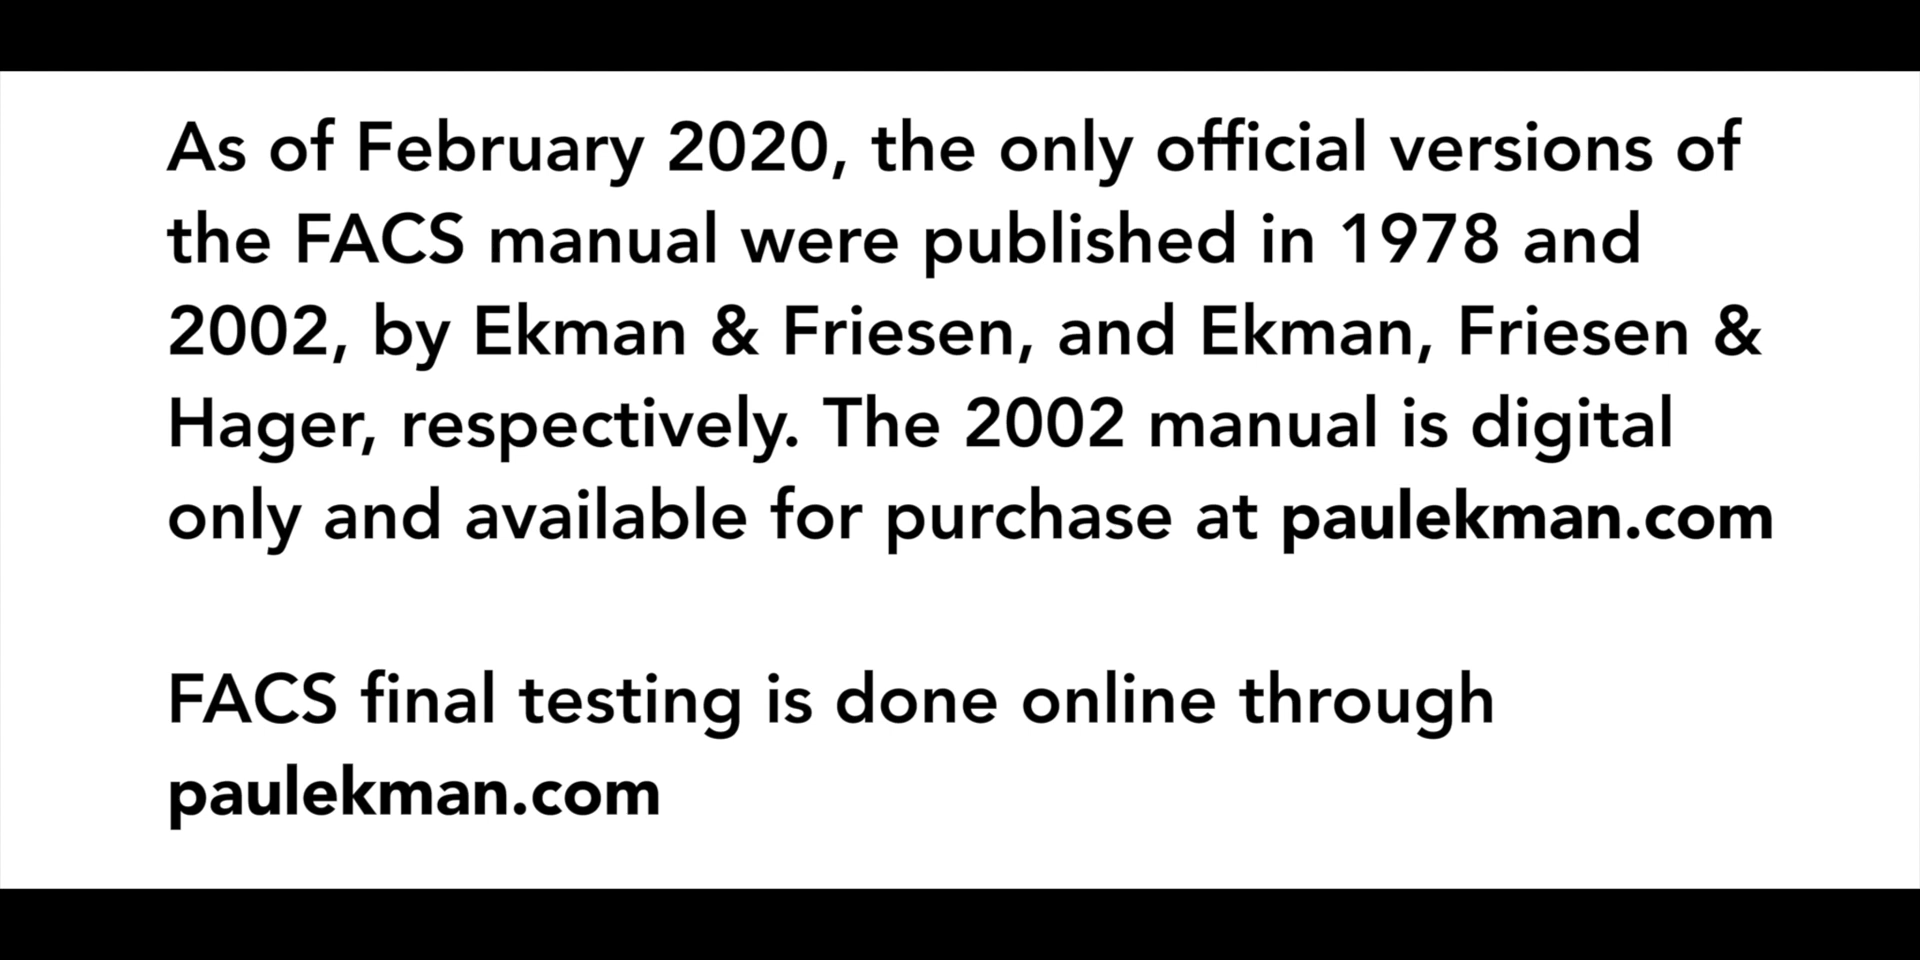 As of February 2020, the only official versions of
the FACS manual were published in 1978 and
2002, by Ekman & Friesen, and Ekman, Friesen &
Hager, respectively. The 2002 manual is digital
only and available for purchase at paulekman.com
FACS final testing is done online through
paulekman.com